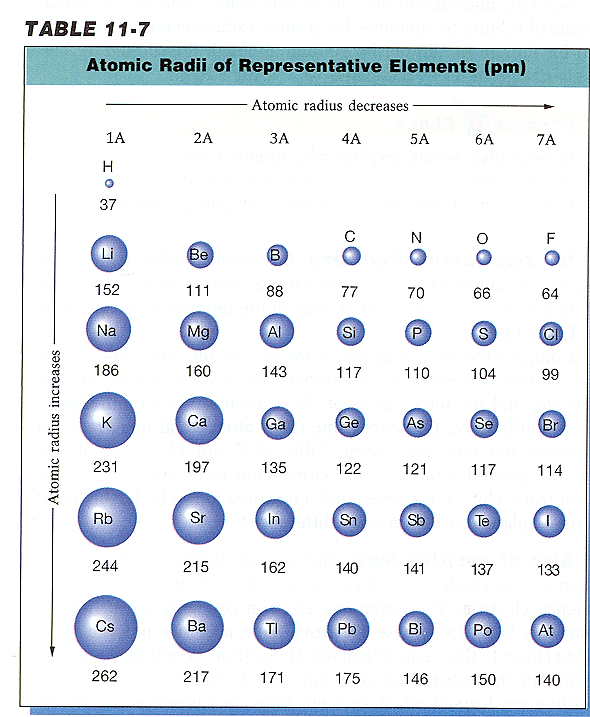 TABLE 11-7
Atomic Radii of Representative Elements (pm)
Atomic radius decreases
1A 2A 3A 4A 5A 6A 7A
H
37
Li Be B C N O F
152 111 88 77 70 66 64
Na Mg Al Si P S Cl
186 160 143 117 110 104 99
K Ca Ga Ge As Se Br
231 197 135 122 121 117 114
Rb Sr In Sn Sb Te I
244 215 162 140 141 137 133
Cs Ba Tl Pb Bi Po At
262 217 171 175 146 150 140
Atomic radius increases